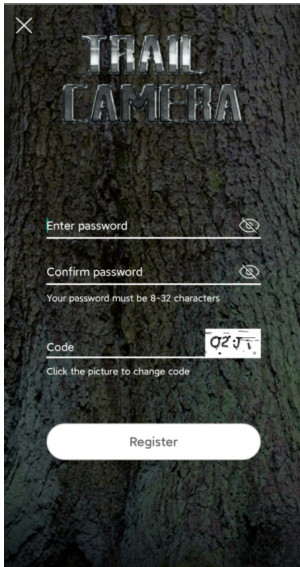 TRAIL
CAMERA
Enter password
Confirm password
Your password must be 8-32 characters
Code
Click the picture to change code
Register